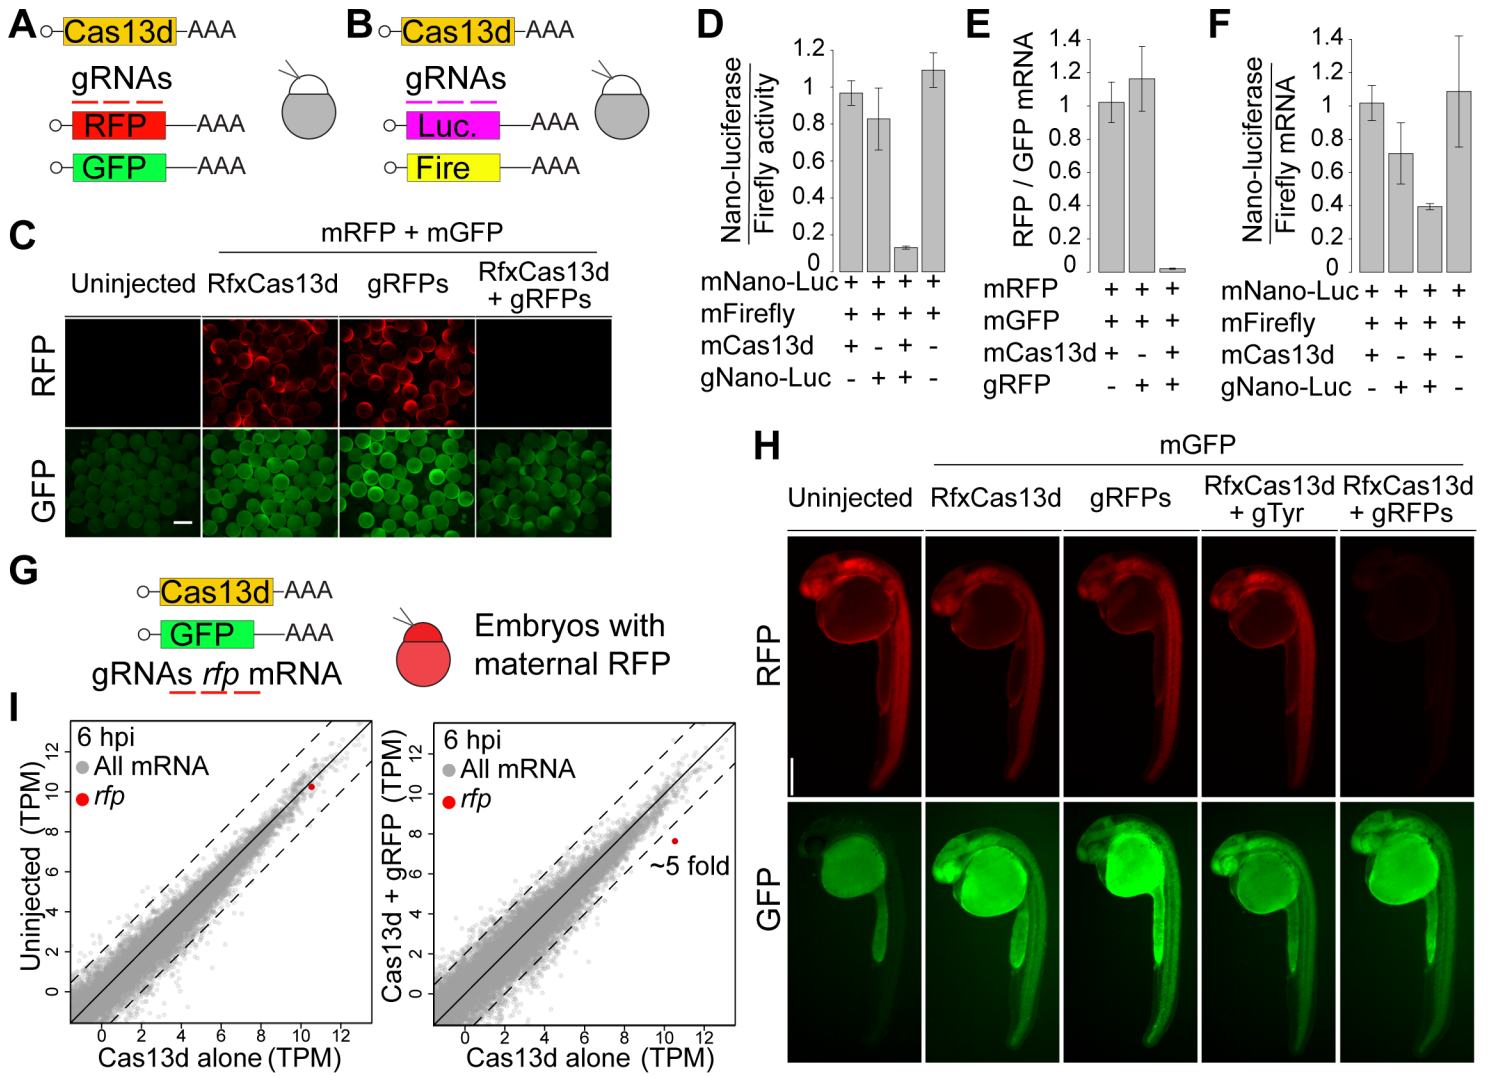 A
Cas13d
AAA
gRNAs
RFP
AAA
GFP
AAA
B
Cas13d
AAA
gRNAs
Luc.
AAA
Fire
AAA
C
mRFP + mGFP
Uninjected
RfxCas13d
gRFPs
RfxCas13d
+ gRFPs
RFP
GFP
D
Nano-luciferase
Firefly activity
1.2
1
0.8
0.6
0.4
0.2
0
mNano-Luc + + + +
mFirefly + + + +
mCas13d + - + -
gNano-Luc - + + -
E
RFP / GFP mRNA
1.4
1.2
1
0.8
0.6
0.4
0.2
0
mRFP + + +
mGFP + + +
mCas13d + - +
gRFP - + +
F
Nano-luciferase
Firefly mRNA
1.4
1.2
1
0.8
0.6
0.4
0.2
0
mNano-Luc + + + +
mFirefly + + + +
mCas13d + - + -
gNano-Luc - + + -
G
Cas13d
AAA
GFP
AAA
gRNAs rfp mRNA
Embryos with
maternal RFP
H
mGFP
Uninjected
RfxCas13d
gRFPs
RfxCas13d
+ gTyr
RfxCas13d
+ gRFPs
RFP
GFP
I
6 hpi
All mRNA
rfp
Uninjected (TPM)
12
10
8
6
4
2
0
0 2 4 6 8 10 12
Cas13d alone (TPM)
6 hpi
All mRNA
rfp
~5 fold
Cas13d + gRFP (TPM)
12
10
8
6
4
2
0
0 2 4 6 8 10 12
Cas13d alone (TPM)